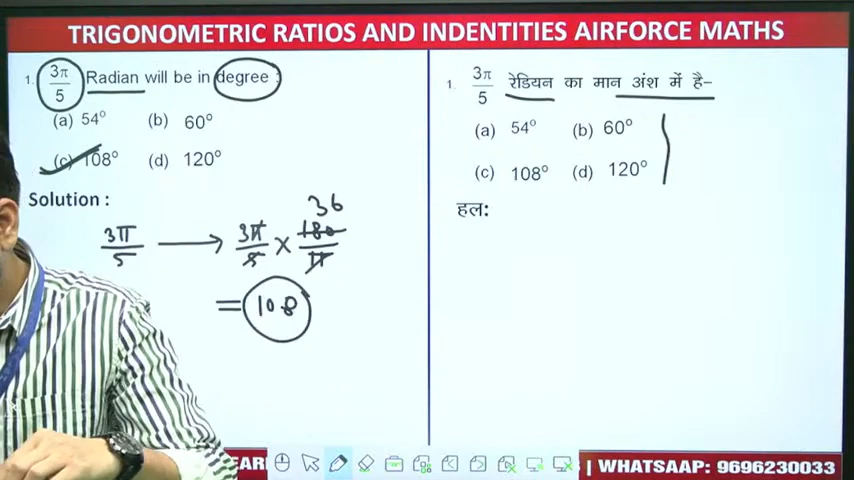 TRIGONOMETRIC RATIOS AND INDENTITIES AIRFORCE MATHS
1. 3π/5 Radian will be in degree :
(a) 54° (b) 60°
(c) 108° (d) 120°
Solution :
3π/5 → 3π/5 × 180/π 36
= 108
1. 3π/5 रेडियन का मान अंश में है–
(a) 54° (b) 60°
(c) 108° (d) 120°
हल:
| WHATSAAP: 9696230033